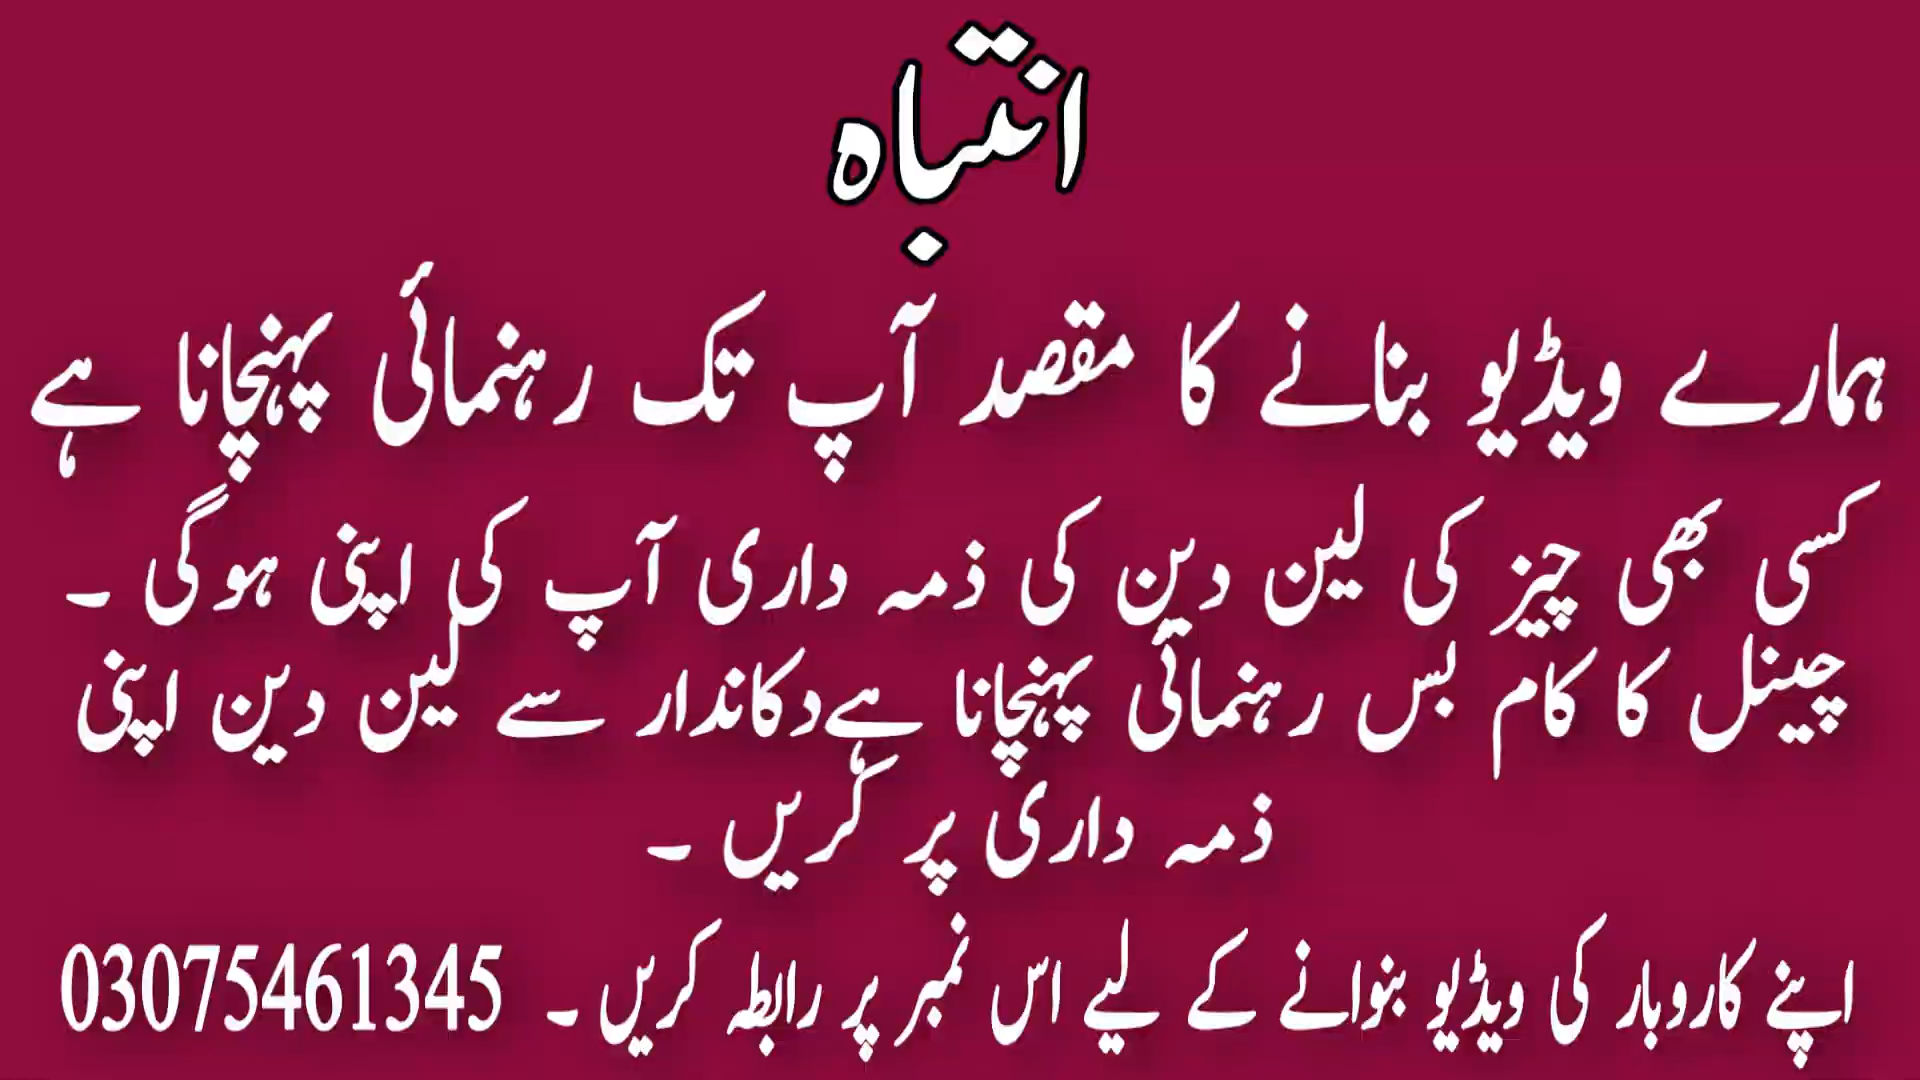 انتباہ
ہمارے ویڈیو بنانے کا مقصد آپ تک رہنمائی پہنچانا ہے
کسی بھی چیز کی لین دین کی ذمہ داری آپ کی اپنی ہوگی ۔
چینل کا کام بس رہنمائی پہنچانا ہےدکاندار سے لین دین اپنی
ذمہ داری پر کریں ۔
اپنے کاروبار کی ویڈیو بنوانے کے لیے اس نمبر پر رابطہ کریں ۔ 03075461345